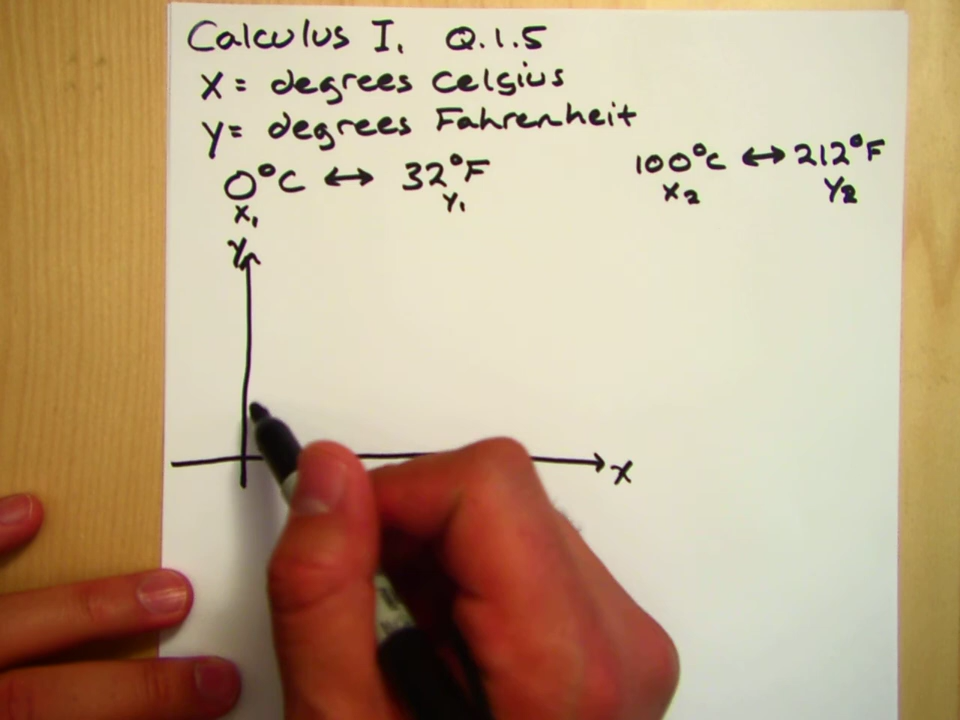 Calculus I, Q.1.5
X = degrees Celsius
Y = degrees Fahrenheit
0°C ↔ 32°F
X₁ Y₁
100°C ↔ 212°F
X₂ Y₂
Y
X